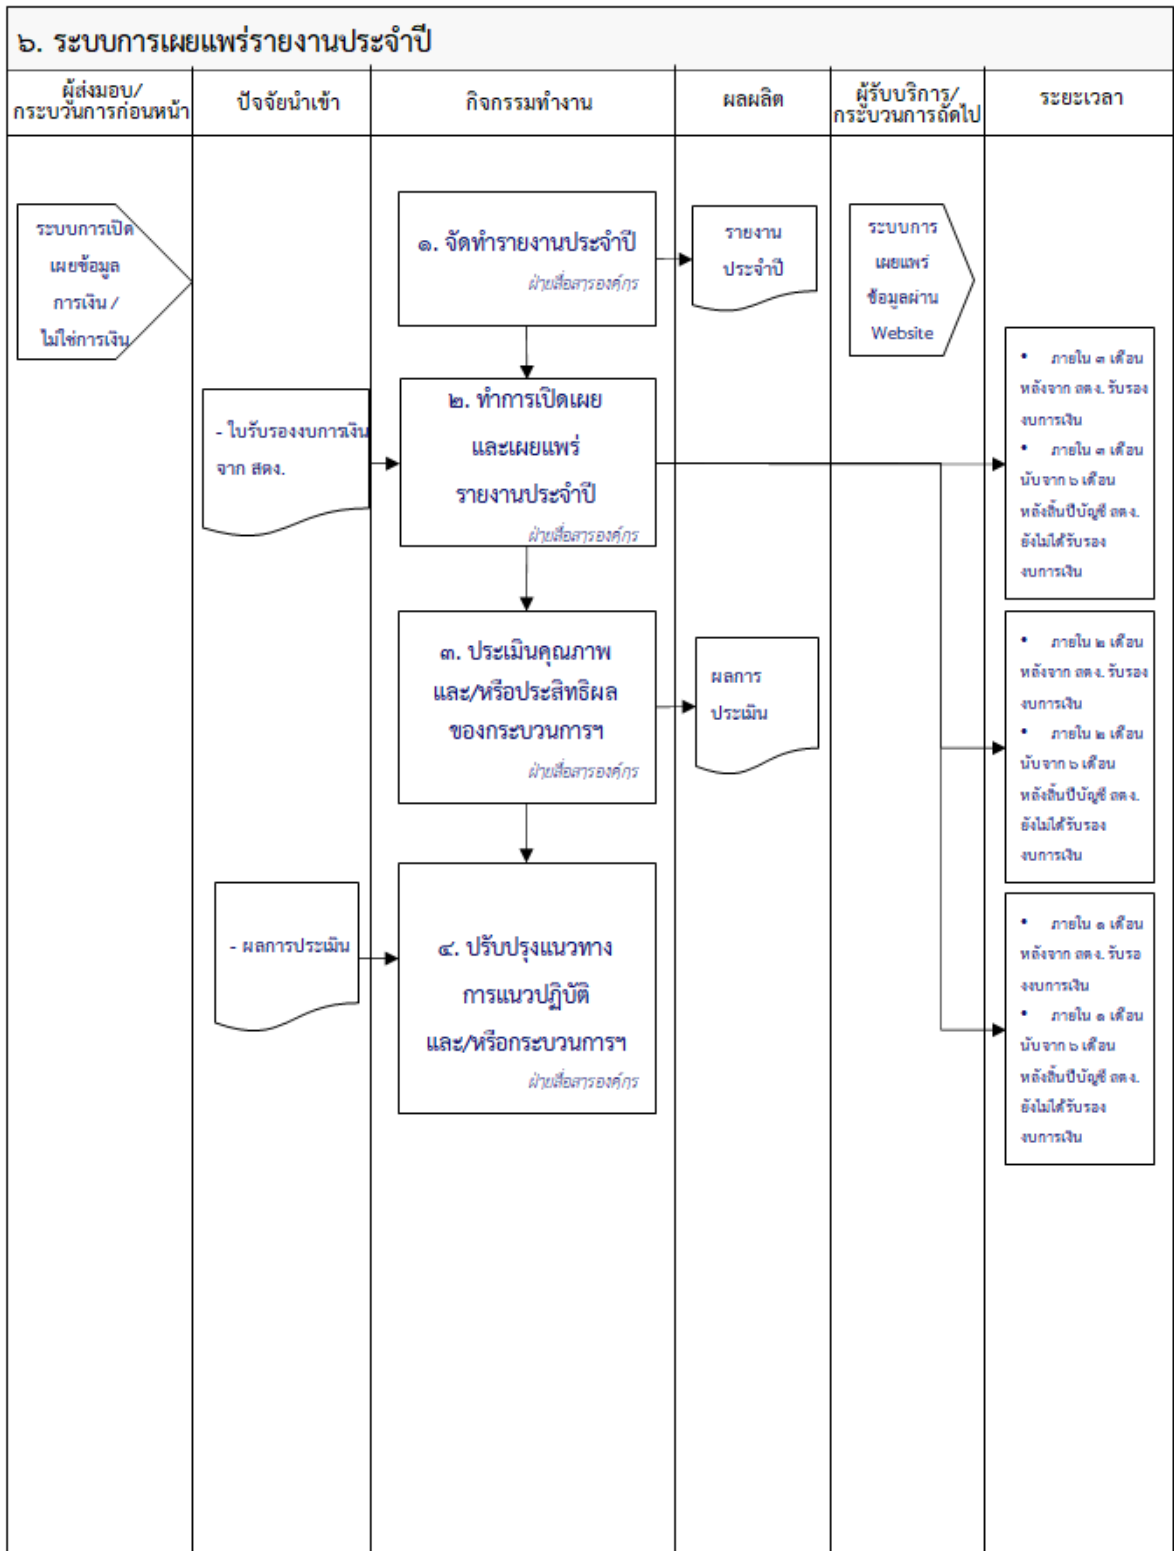 ๖. ระบบการเผยแพร่รายงานประจำปี
ผู้ส่งมอบ/
กระบวนการก่อนหน้า
ปัจจัยนำเข้า
กิจกรรมทำงาน
ผลผลิต
ผู้รับบริการ/
กระบวนการถัดไป
ระยะเวลา
ระบบการเปิด
เผยข้อมูล
การเงิน /
ไม่ใช่การเงิน
๑. จัดทำรายงานประจำปี
ฝ่ายสื่อสารองค์กร
รายงาน
ประจำปี
ระบบการ
เผยแพร่
ข้อมูลผ่าน
Website
- ใบรับรองงบการเงิน
จาก สตง.
๒. ทำการเปิดเผย
และเผยแพร่
รายงานประจำปี
ฝ่ายสื่อสารองค์กร
• ภายใน ๓ เดือน
หลังจาก สตง. รับรอง
งบการเงิน
• ภายใน ๓ เดือน
นับจาก ๖ เดือน
หลังสิ้นปีบัญชี สตง.
ยังไม่ได้รับรอง
งบการเงิน
๓. ประเมินคุณภาพ
และ/หรือประสิทธิผล
ของกระบวนการฯ
ฝ่ายสื่อสารองค์กร
ผลการ
ประเมิน
• ภายใน ๒ เดือน
หลังจาก สตง. รับรอง
งบการเงิน
• ภายใน ๒ เดือน
นับจาก ๖ เดือน
หลังสิ้นปีบัญชี สตง.
ยังไม่ได้รับรอง
งบการเงิน
- ผลการประเมิน
๔. ปรับปรุงแนวทาง
การแนวปฏิบัติ
และ/หรือกระบวนการฯ
ฝ่ายสื่อสารองค์กร
• ภายใน ๑ เดือน
หลังจาก สตง. รับรอ
งงบการเงิน
• ภายใน ๑ เดือน
นับจาก ๖ เดือน
หลังสิ้นปีบัญชี สตง.
ยังไม่ได้รับรอง
งบการเงิน